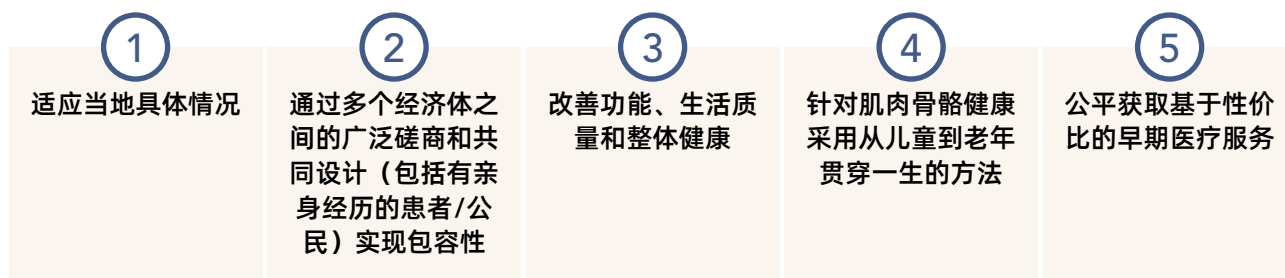 1
适应当地具体情况
2
通过多个经济体之
间的广泛磋商和共
同设计（包括有亲
身经历的患者/公
民）实现包容性
3
改善功能、生活质
量和整体健康
4
针对肌肉骨骼健康
采用从儿童到老年
贯穿一生的方法
5
公平获取基于性价
比的早期医疗服务